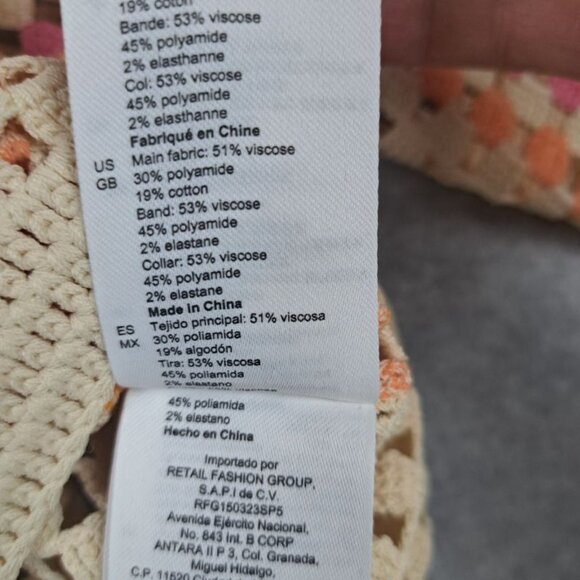 19% coton
Bande: 53% viscose
45% polyamide
2% elasthanne
Col: 53% viscose
45% polyamide
2% elasthanne
Fabriqué en Chine
US Main fabric: 51% viscose
GB 30% polyamide
19% cotton
Band: 53% viscose
45% polyamide
2% elastane
Collar: 53% viscose
45% polyamide
2% elastane
Made in China
ES Tejido principal: 51% viscosa
MX 30% poliamida
19% algodón
Tira: 53% viscosa
45% poliamida
2% elastano
45% poliamida
2% elastano
Hecho en China
Importado por
RETAIL FASHION GROUP,
S.A.P.I de C.V.
RFG150323SP5
Avenida Ejército Nacional,
No. 843 int. B CORP
ANTARA II P 3, Col. Granada,
Miguel Hidalgo,
C.P. 11520